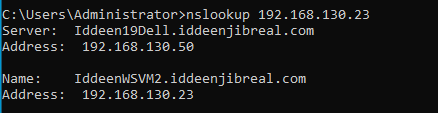 C:\Users\Administrator>nslookup 192.168.130.23
Server:  Iddeen19Dell.iddeenjibreal.com
Address:  192.168.130.50

Name:    IddeenWSVM2.iddeenjibreal.com
Address:  192.168.130.23